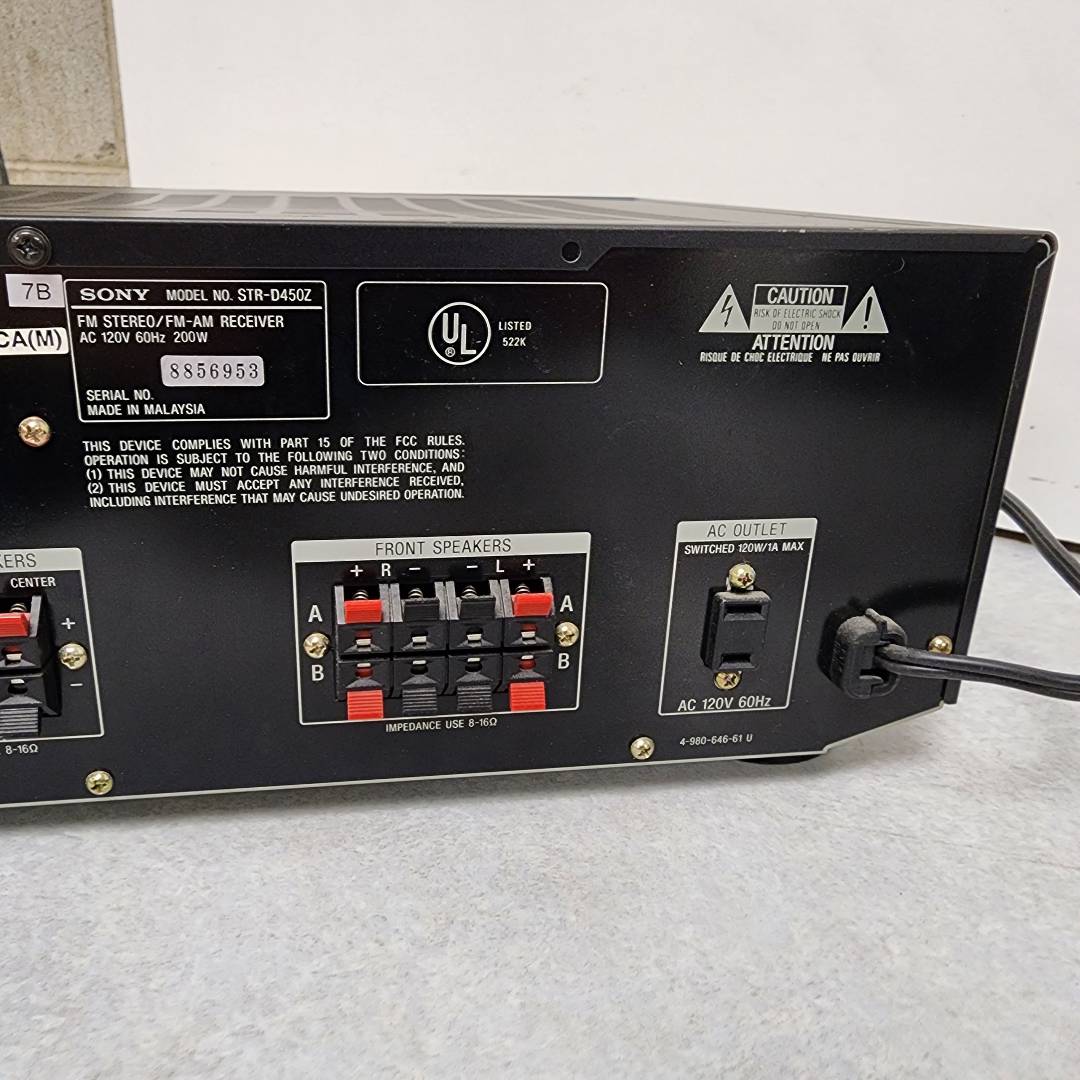 7B
CA(M)
SONY MODEL NO. STR-D450Z
FM STEREO/FM-AM RECEIVER
AC 120V 60Hz 200W
8856953
SERIAL NO.
MADE IN MALAYSIA
UL ® LISTED
522K
CAUTION
RISK OF ELECTRIC SHOCK
DO NOT OPEN
ATTENTION
RISQUE DE CHOC ELECTRIQUE NE PAS OUVRIR
THIS DEVICE COMPLIES WITH PART 15 OF THE FCC RULES.
OPERATION IS SUBJECT TO THE FOLLOWING TWO CONDITIONS:
(1) THIS DEVICE MAY NOT CAUSE HARMFUL INTERFERENCE, AND
(2) THIS DEVICE MUST ACCEPT ANY INTERFERENCE RECEIVED,
INCLUDING INTERFERENCE THAT MAY CAUSE UNDESIRED OPERATION.
KERS
CENTER
+
−
8-16Ω
FRONT SPEAKERS
+ R − − L +
A A
B B
IMPEDANCE USE 8-16Ω
AC OUTLET
SWITCHED 120W/1A MAX
AC 120V 60Hz
4-980-646-61 U